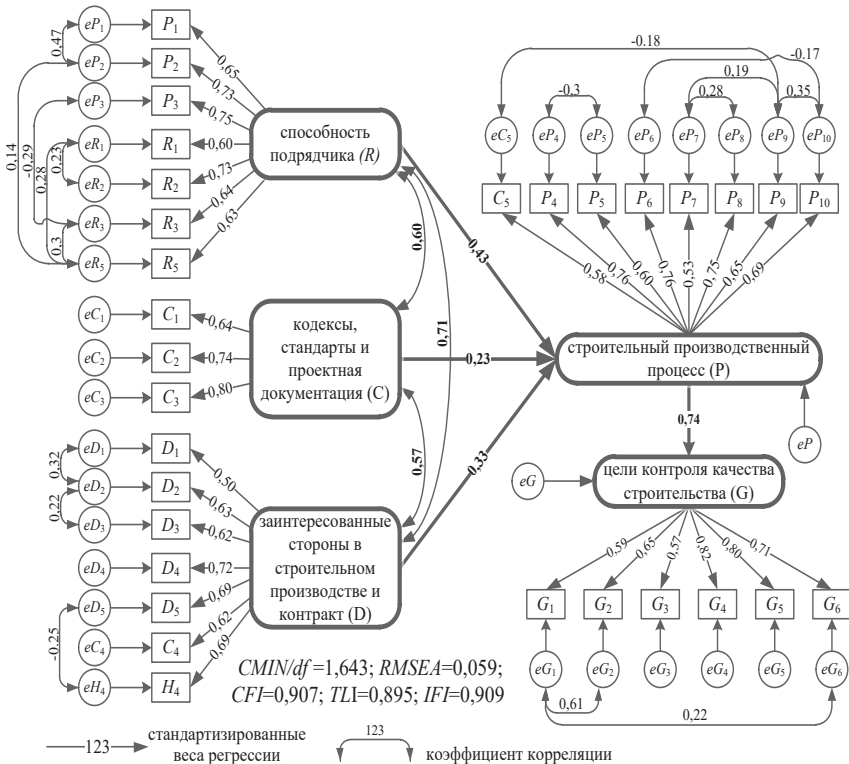 eP1 P1
0,47
eP2 P2
eP3 P3
eR1 R1
0,23
eR2 R2
eR3 R3
0,3
eR5 R5
0,14
-0,29
0,28
0,65
0,73
0,75
0,60
0,73
0,64
0,63
способность
подрядчика (R)
eC1 C1
eC2 C2
eC3 C3
0,64
0,74
0,80
кодексы,
стандарты и
проектная
документация (C)
eD1 D1
0,32
eD2 D2
0,22
eD3 D3
eD4 D4
eD5 D5
eC4 C4
eH4 H4
-0.25
0,50
0,63
0,62
0,72
0,69
0,62
0,69
заинтересованные
стороны в
строительном
производстве и
контракт (D)
0,60
0,71
0,57
0,43
0,23
0,33
-0.18
-0.17
0,19
-0,3
0,28
0,35
eC5 eP4 eP5 eP6 eP7 eP8 eP9 eP10
C5 P4 P5 P6 P7 P8 P9 P10
0,58 0,76 0,60 0,76 0,53 0,75 0,65 0,69
строительный производственный
процесс (P)
0,74
eP
eG
цели контроля качества
строительства (G)
0,59 0,65 0,57 0,82 0,80 0,71
G1 G2 G3 G4 G5 G6
eG1 eG2 eG3 eG4 eG5 eG6
0,61
0,22
CMIN/df =1,643; RMSEA=0,059;
CFI=0,907; TLI=0,895; IFI=0,909
123
стандартизированные
веса регрессии
123
коэффициент корреляции